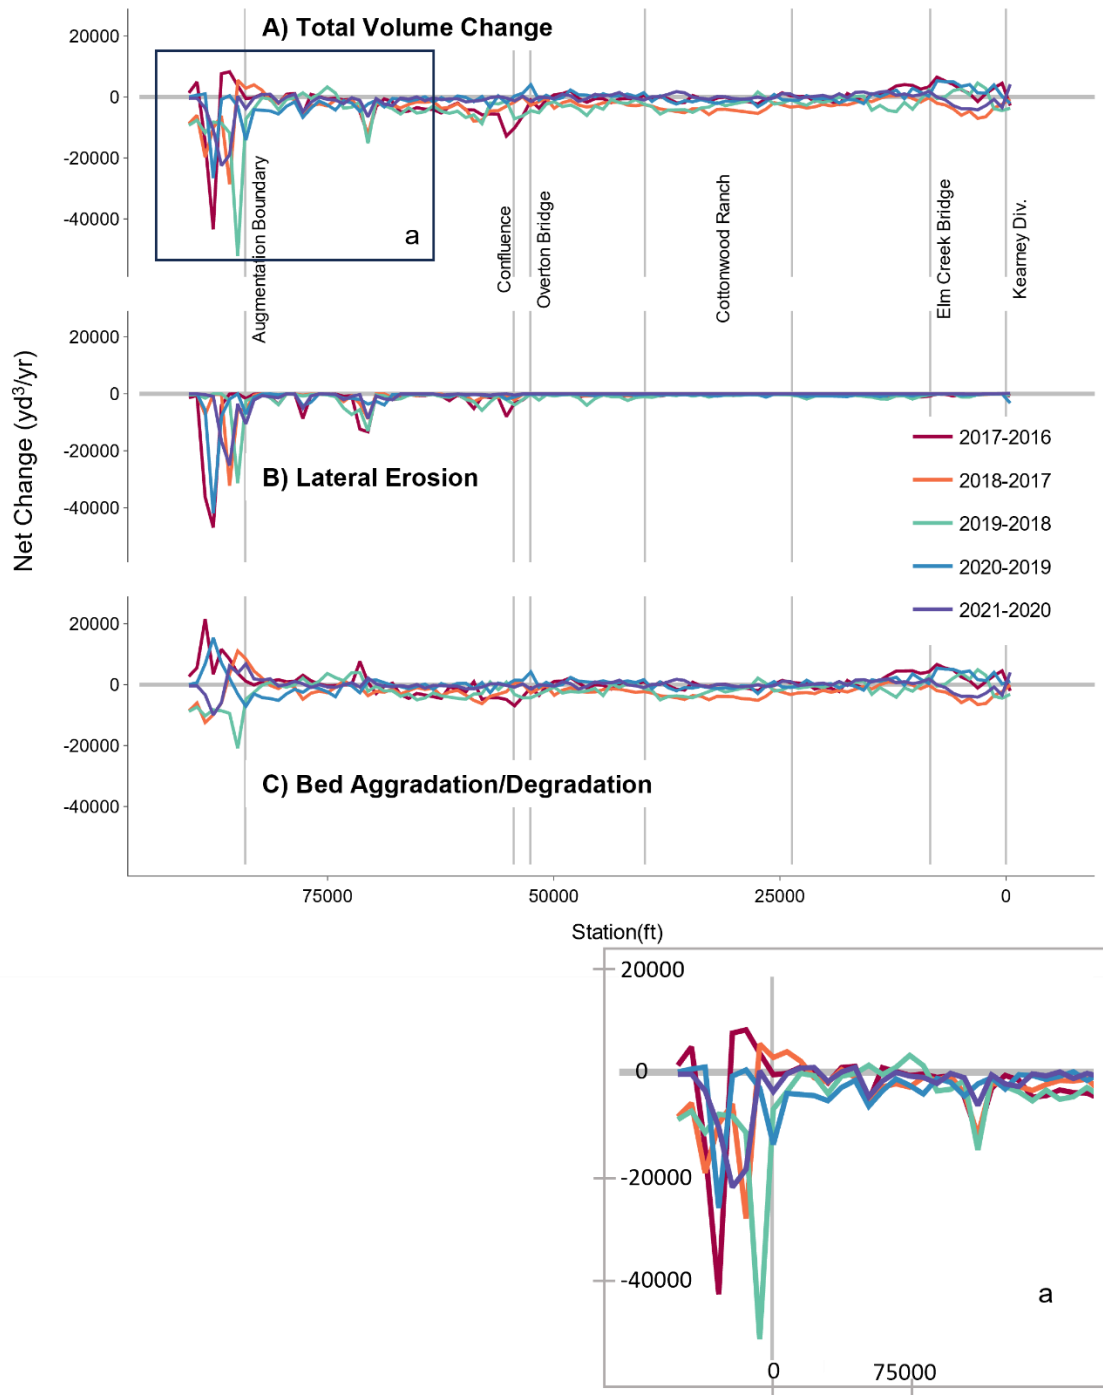 A) Total Volume Change
20000
0
-20000
-40000
a
Augmentation Boundary
Confluence
Overton Bridge
Cottonwood Ranch
Elm Creek Bridge
Kearney Div.
Net Change (yd³/yr)
20000
0
-20000
-40000
B) Lateral Erosion
2017-2016
2018-2017
2019-2018
2020-2019
2021-2020
20000
0
-20000
-40000
C) Bed Aggradation/Degradation
75000 50000 25000 0
Station(ft)
20000
0
-20000
-40000
a
0 75000